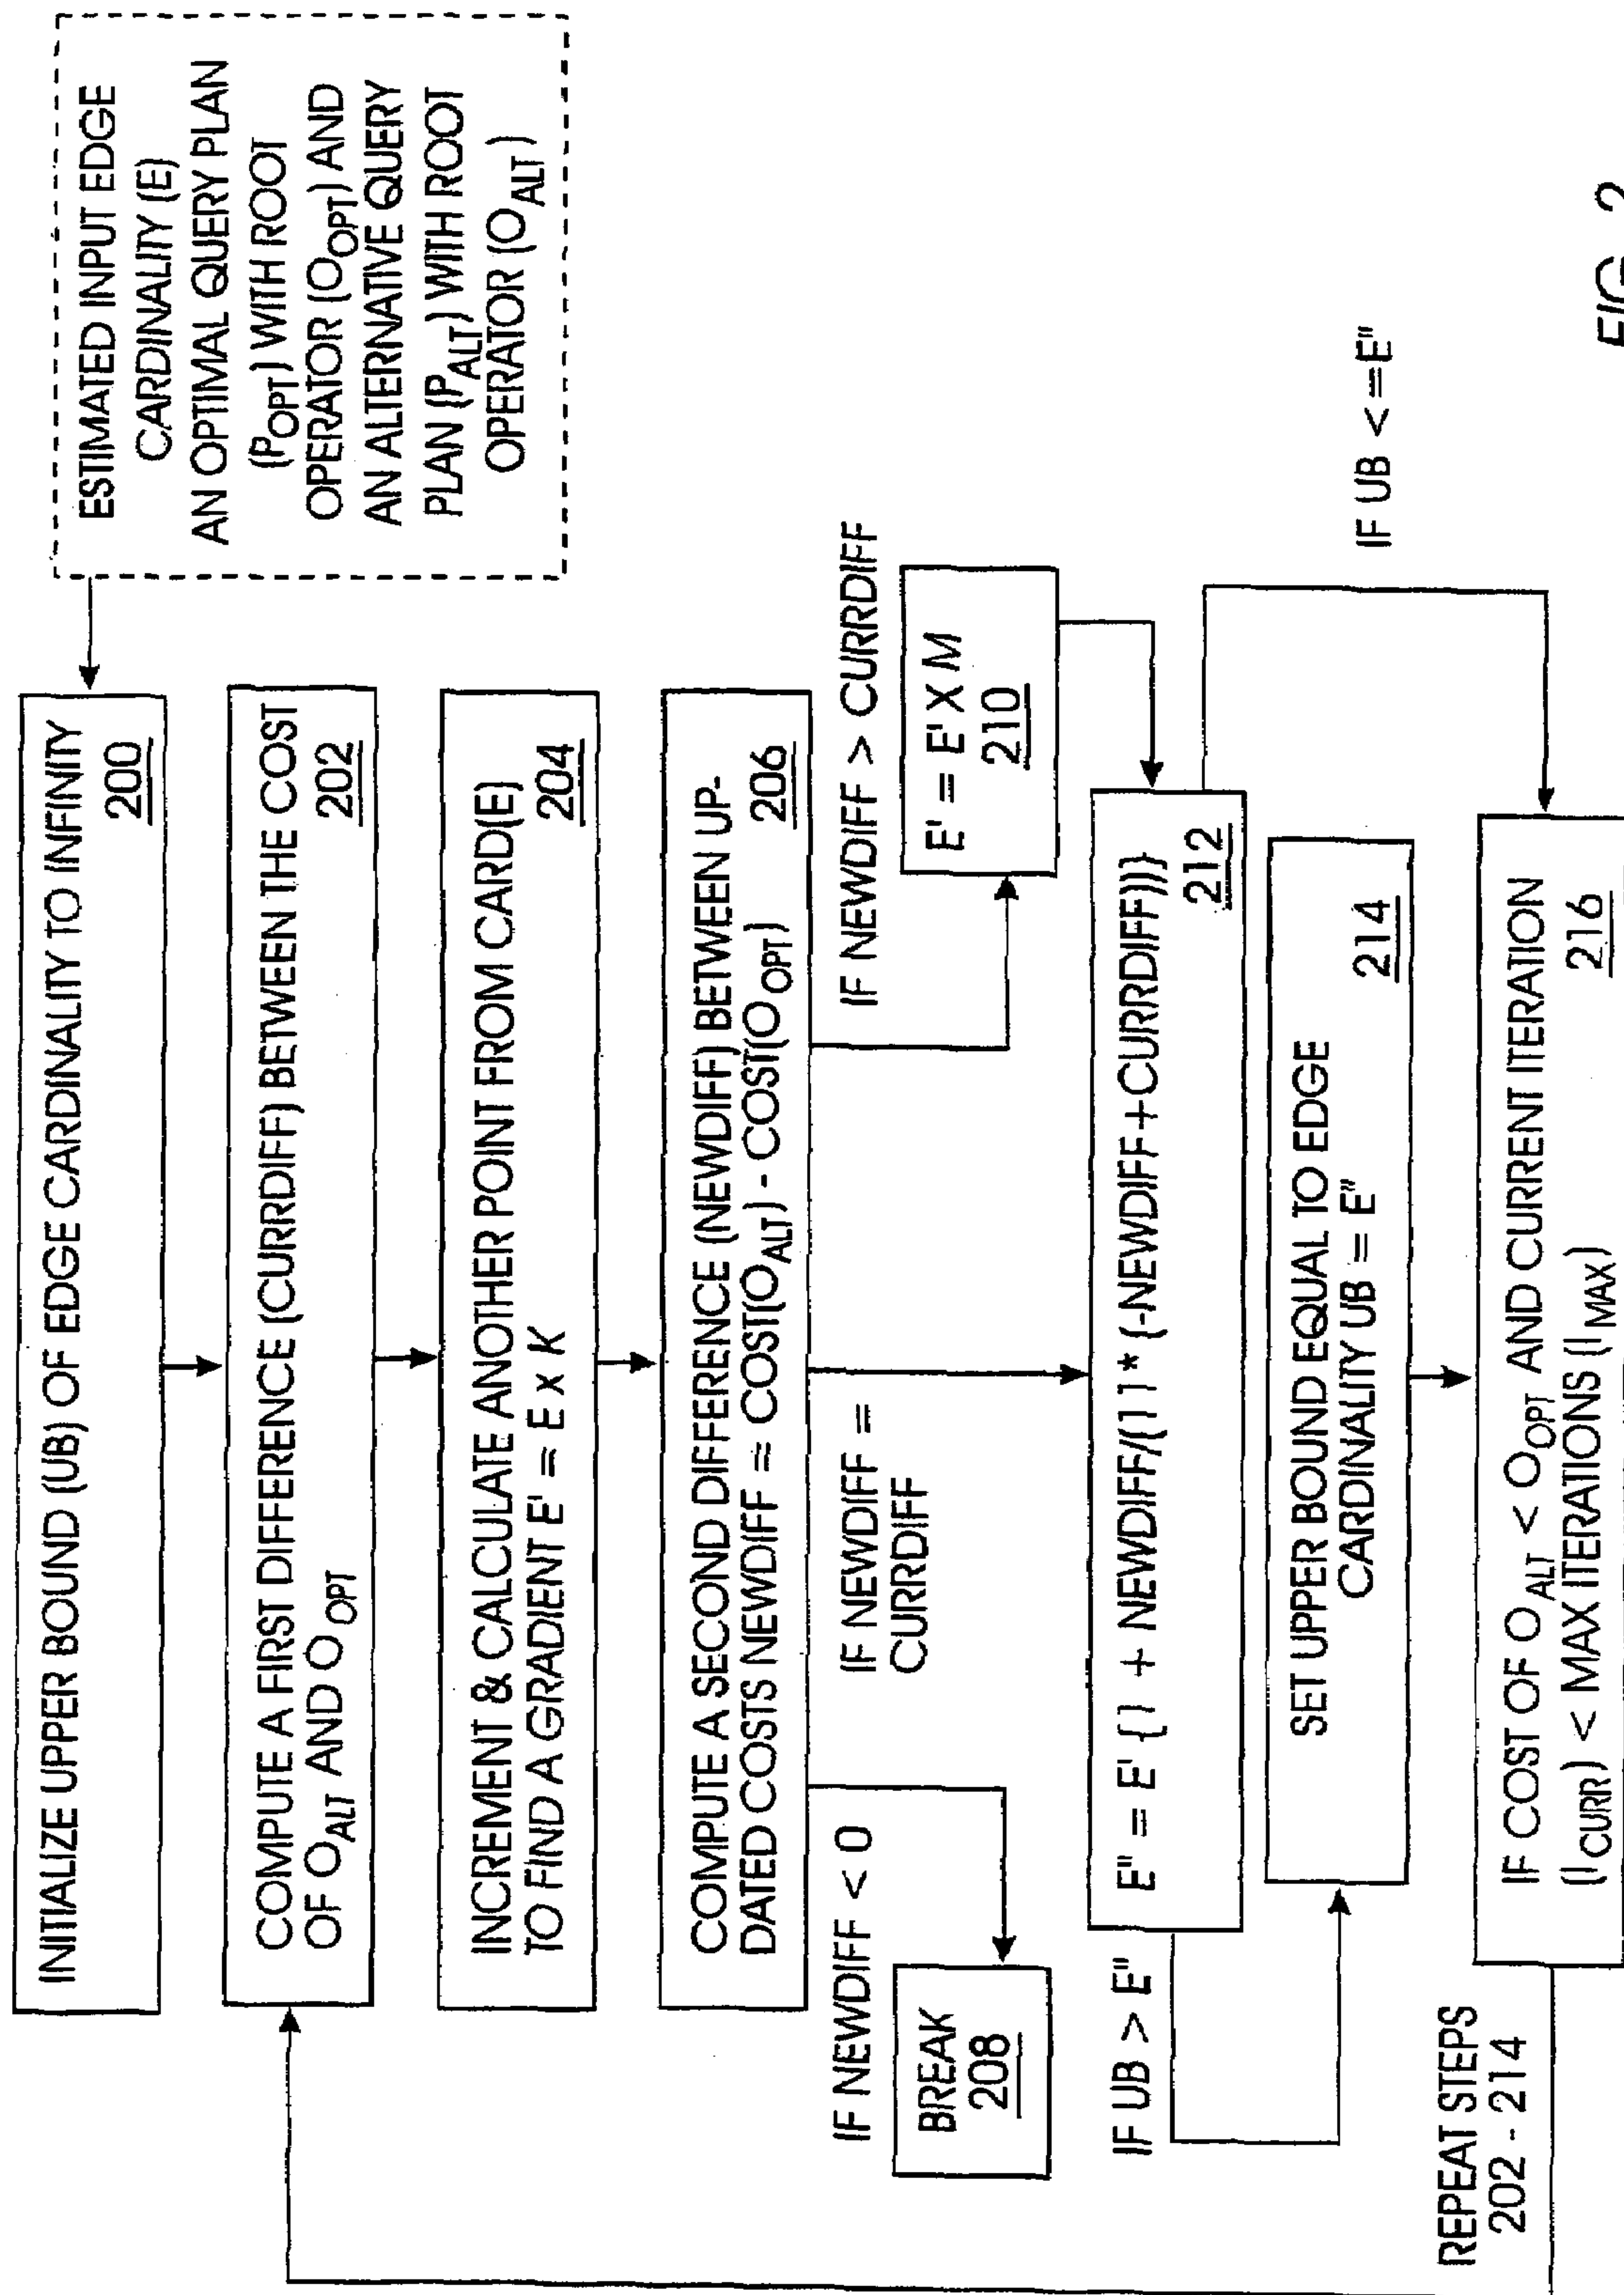 ESTIMATED INPUT EDGE
CARDINALITY (E)
AN OPTIMAL QUERY PLAN
(P_OPT) WITH ROOT
OPERATOR (O_OPT) AND
AN ALTERNATIVE QUERY
PLAN (P_ALT) WITH ROOT
OPERATOR (O_ALT)
INITIALIZE UPPER BOUND (UB) OF EDGE CARDINALITY TO INFINITY
200
COMPUTE A FIRST DIFFERENCE (CURRDIFF) BETWEEN THE COST
OF O_ALT AND O_OPT
202
INCREMENT & CALCULATE ANOTHER POINT FROM CARD(E)
TO FIND A GRADIENT E' = E x K
204
COMPUTE A SECOND DIFFERENCE (NEWDIFF) BETWEEN UP-
DATED COSTS NEWDIFF = COST(O_ALT) - COST(O_OPT)
206
IF NEWDIFF < 0
BREAK
208
IF NEWDIFF =
CURRDIFF
IF NEWDIFF > CURRDIFF
E' = E' X M
210
E" = E' {1 + NEWDIFF/(1 1 * (-NEWDIFF+CURRDIFF))}
212
IF UB > E"
IF UB <=E"
SET UPPER BOUND EQUAL TO EDGE
CARDINALITY UB = E"
214
IF COST OF O_ALT < O_OPT AND CURRENT ITERATION
(I_CURR) < MAX ITERATIONS (I_MAX)
216
REPEAT STEPS
202 - 214
FIG. 2